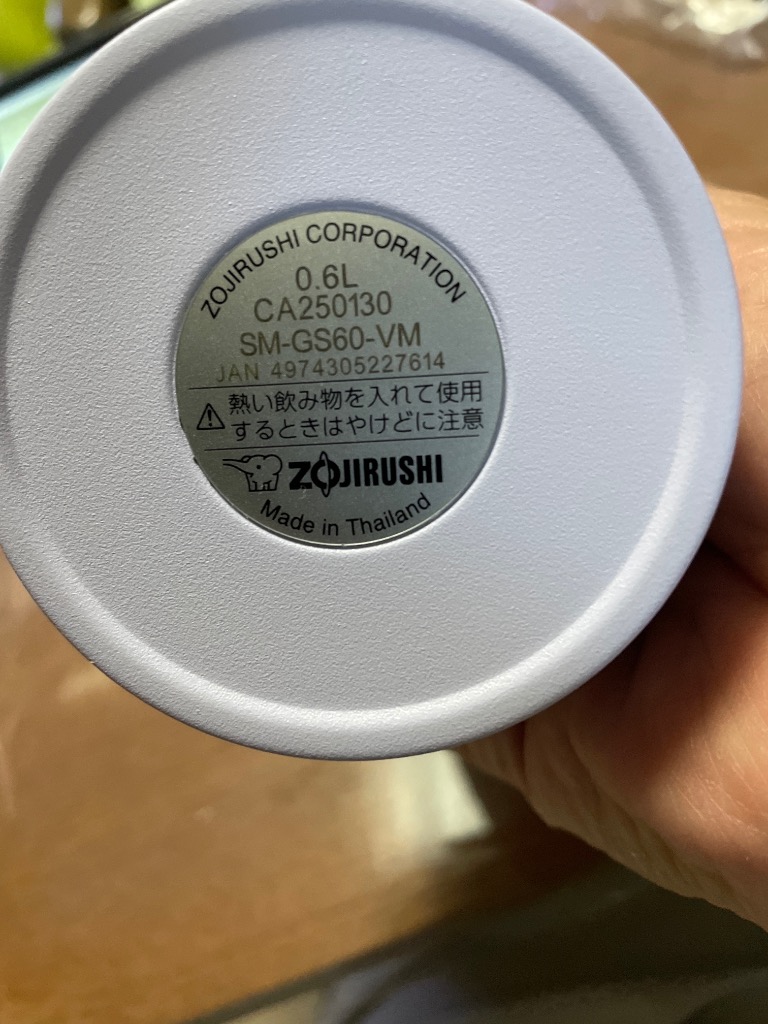 ZOJIRUSHI CORPORATION
0.6L
CA250130
SM-GS60-VM
JAN 4974305227614
熱い飲み物を入れて使用
するときはやけどに注意
ZOJIRUSHI
Made in Thailand